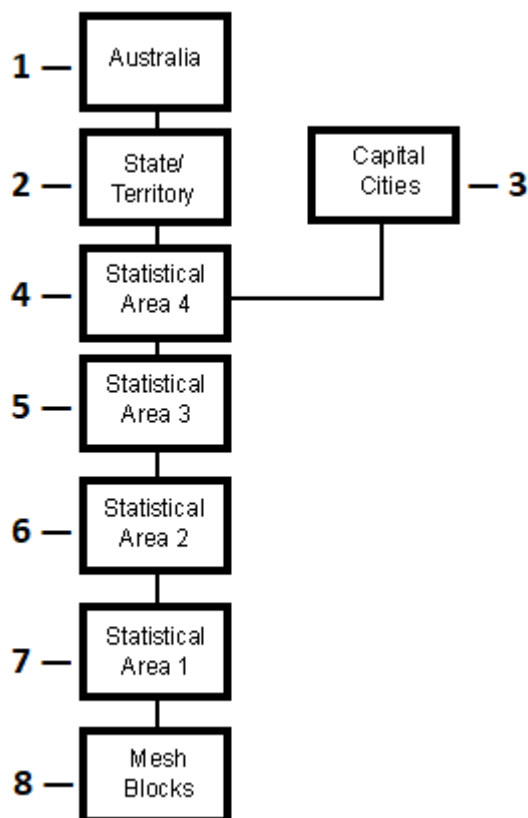 1 — Australia
2 — State/
Territory
Capital
Cities — 3
4 — Statistical
Area 4
5 — Statistical
Area 3
6 — Statistical
Area 2
7 — Statistical
Area 1
8 — Mesh
Blocks